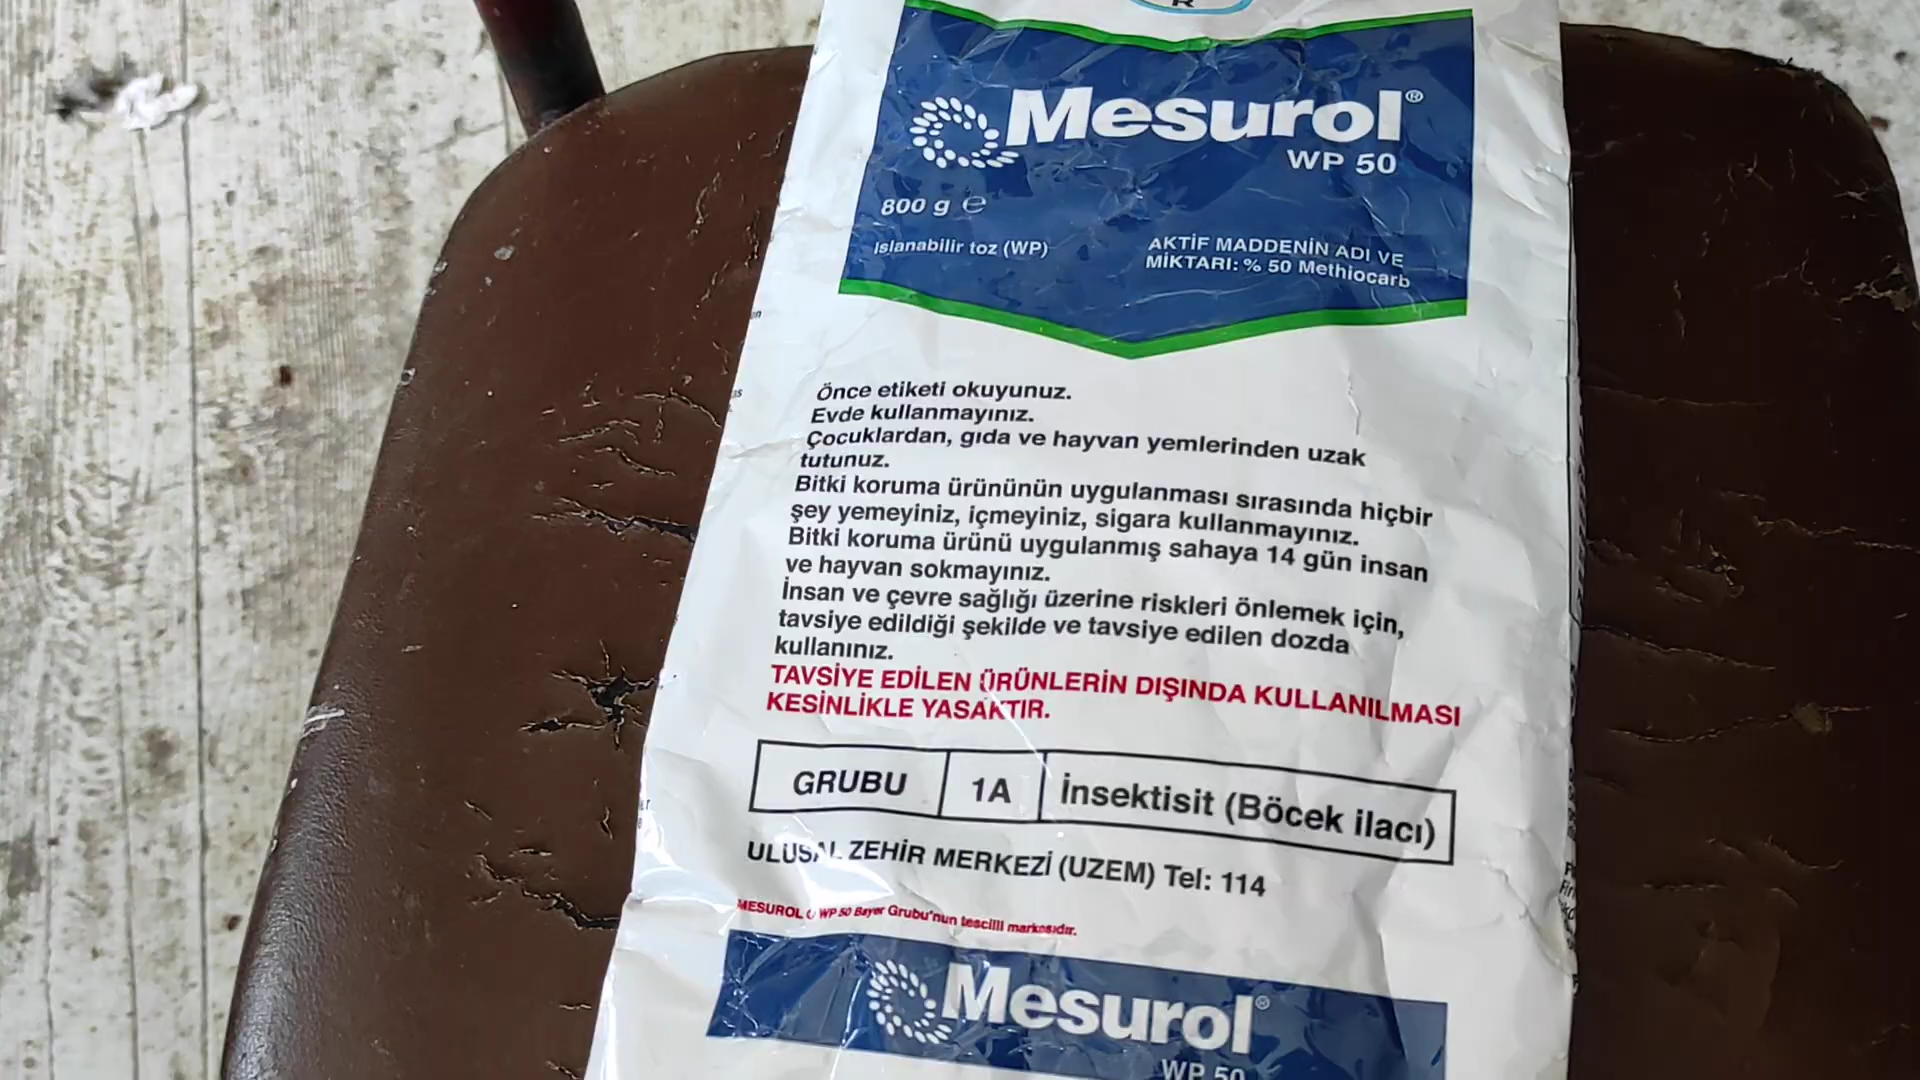 Mesurol®
WP 50
800 g ℮
Islanabilir toz (WP)
AKTİF MADDENİN ADI VE
MİKTARI: % 50 Methiocarb
Önce etiketi okuyunuz.
Evde kullanmayınız.
Çocuklardan, gıda ve hayvan yemlerinden uzak
tutunuz.
Bitki koruma ürününün uygulanması sırasında hiçbir
şey yemeyiniz, içmeyiniz, sigara kullanmayınız.
Bitki koruma ürünü uygulanmış sahaya 14 gün insan
ve hayvan sokmayınız.
İnsan ve çevre sağlığı üzerine riskleri önlemek için,
tavsiye edildiği şekilde ve tavsiye edilen dozda
kullanınız.
TAVSİYE EDİLEN ÜRÜNLERİN DIŞINDA KULLANILMASI
KESİNLİKLE YASAKTIR.
GRUBU 1A İnsektisit (Böcek ilacı)
ULUSAL ZEHİR MERKEZİ (UZEM) Tel: 114
MESUROL WP 50 Bayer Grubu'nun tescilli markasıdır.
Mesurol®
WP 50